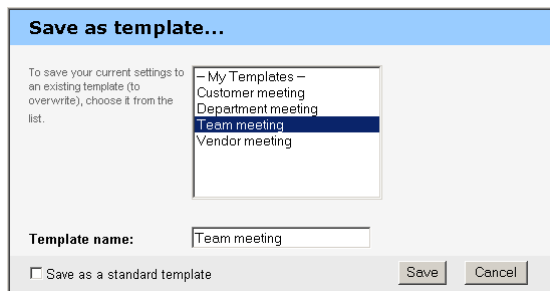 Save as template...
To save your current settings to
an existing template (to
overwrite), choose it from the
list.
– My Templates –
Customer meeting
Department meeting
Team meeting
Vendor meeting
Template name:
Team meeting
Save as a standard template
Save
Cancel